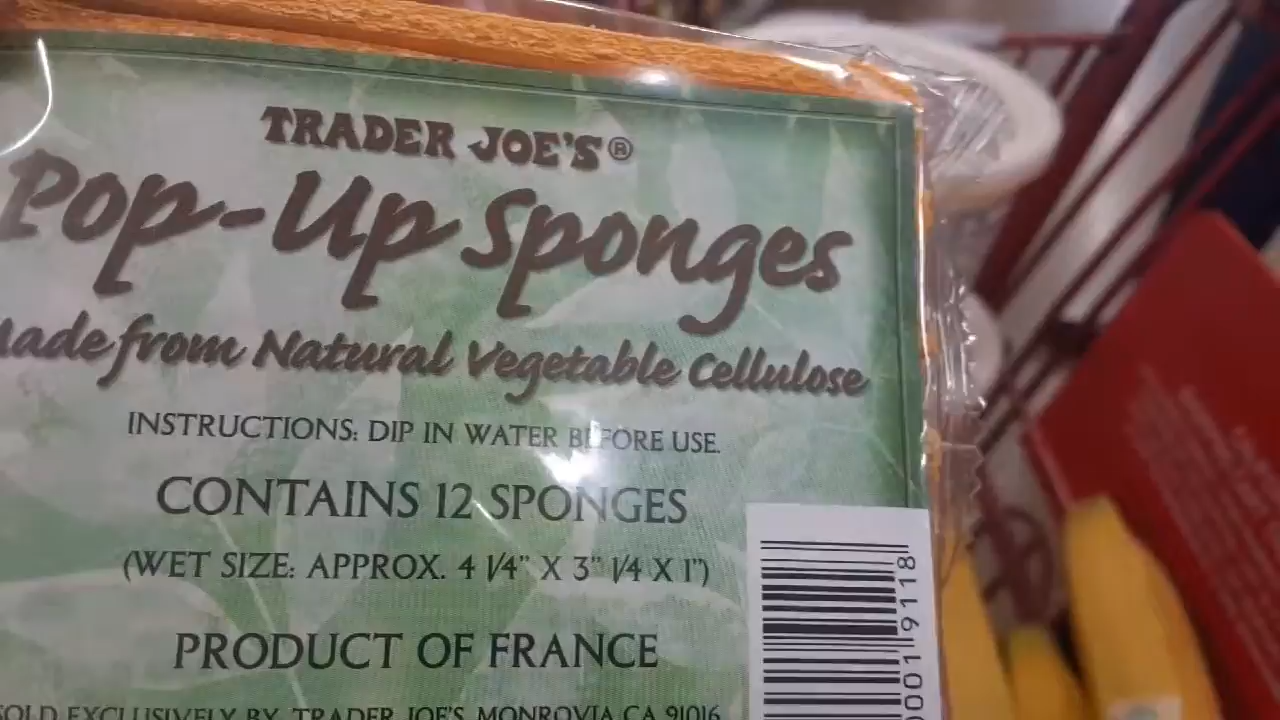 TRADER JOE'S®
Pop-Up Sponges
Made from Natural Vegetable Cellulose
INSTRUCTIONS: DIP IN WATER BEFORE USE.
CONTAINS 12 SPONGES
(WET SIZE: APPROX. 4 1/4" X 3" 1/4 X 1")
PRODUCT OF FRANCE
SOLD EXCLUSIVELY BY TRADER JOE'S, MONROVIA, CA 91016
0001 9118